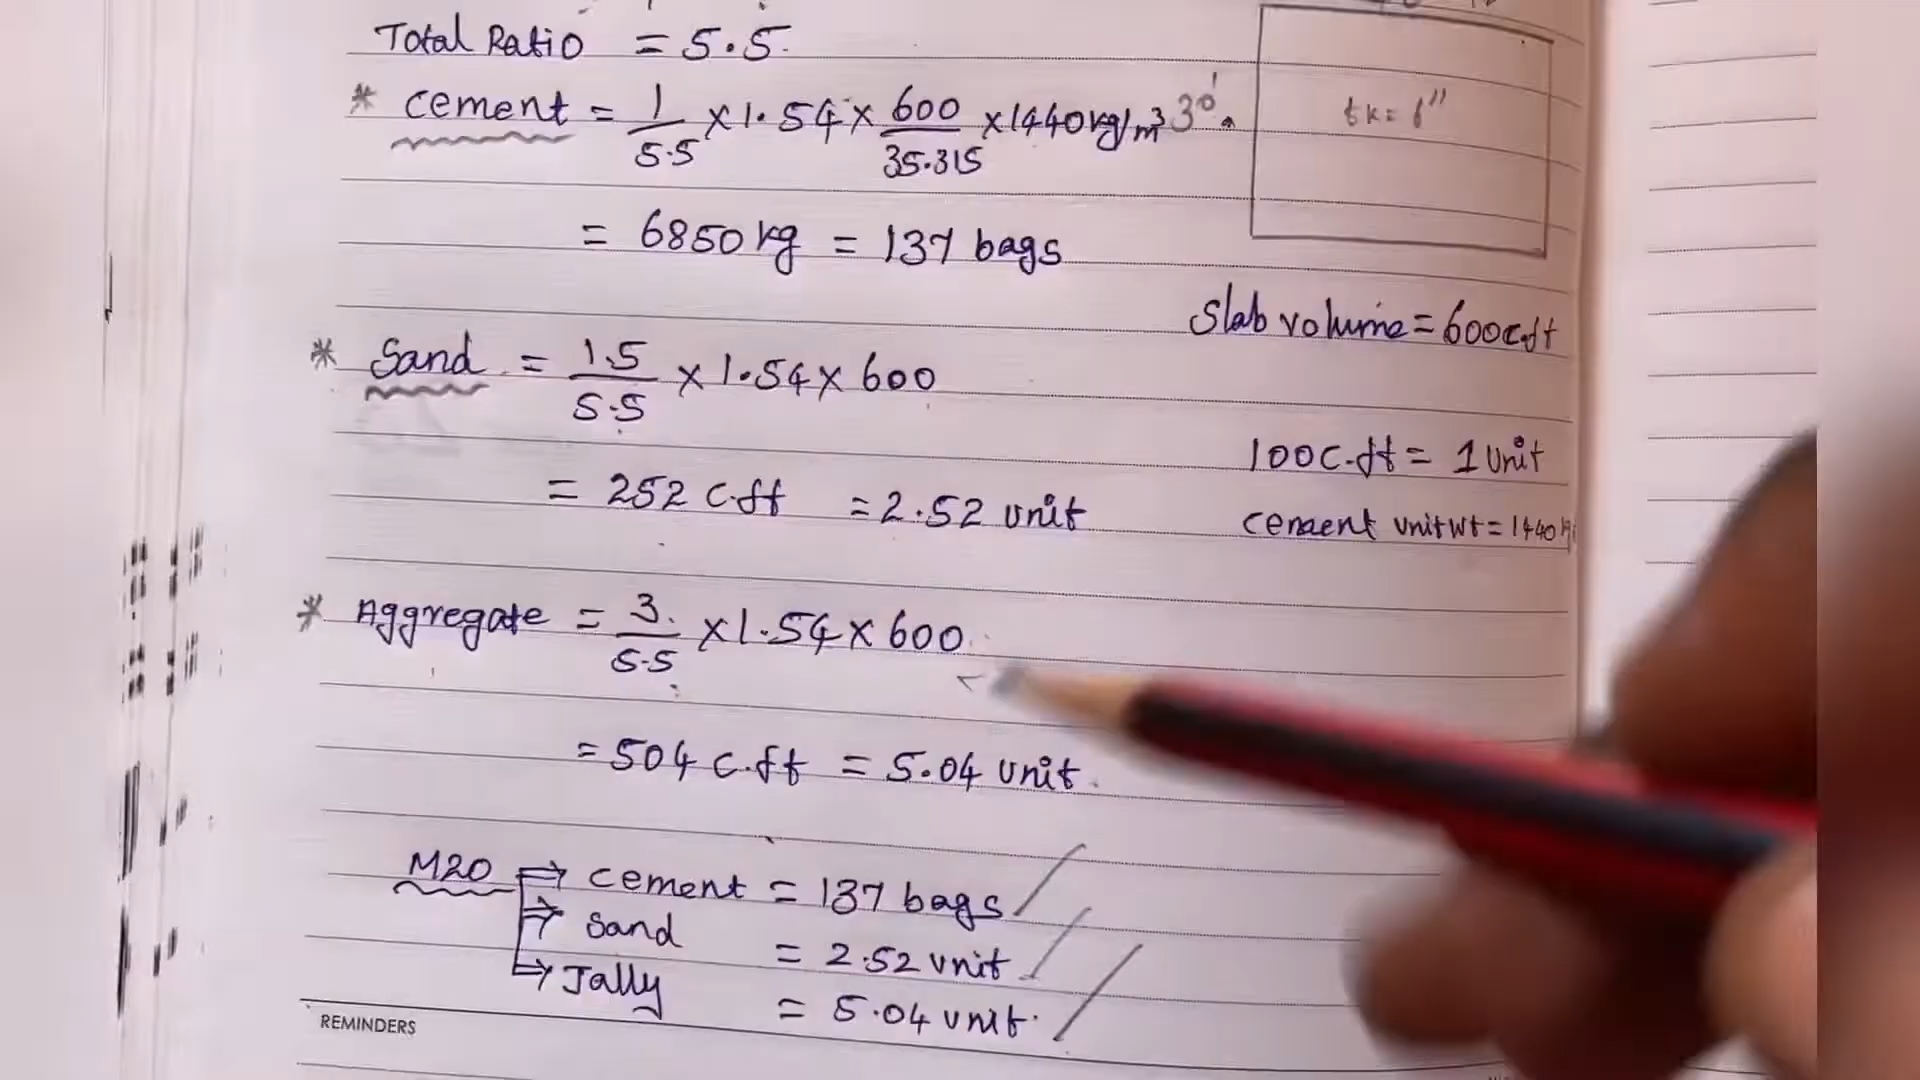 Total Ratio = 5.5
* Cement = 1/5.5 x 1.54 x 600/35.315 x 1440 kg/m³
30'
tk = 6"
= 6850 kg = 137 bags
Slab volume = 600 c.ft
* Sand = 1.5/5.5 x 1.54 x 600
100 C.ft = 1 Unit
= 252 C.ft = 2.52 unit
Cement unit wt = 1440
* Aggregate = 3/5.5 x 1.54 x 600
= 504 C.ft = 5.04 unit.
M20 ⇒ Cement = 137 bags
⇒ Sand = 2.52 unit
⇒ Jally = 5.04 unit.
REMINDERS